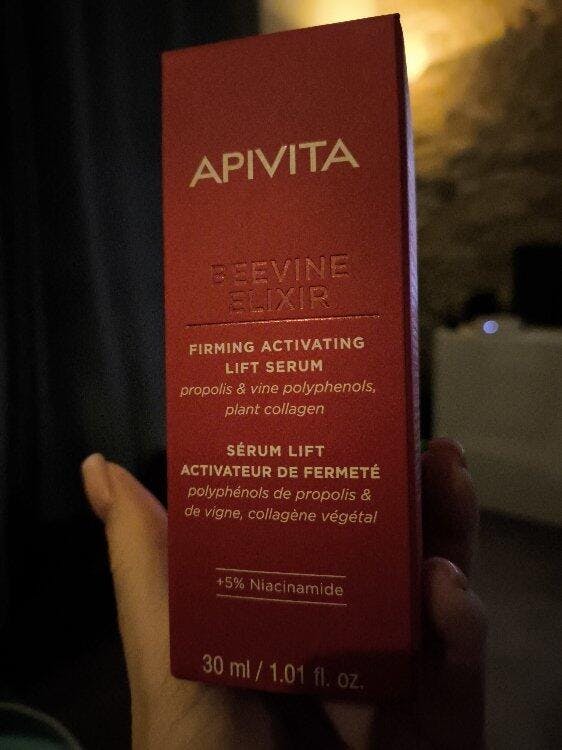 APIVITA
BEEVINE
ELIXIR
FIRMING ACTIVATING
LIFT SERUM
propolis & vine polyphenols,
plant collagen
SÉRUM LIFT
ACTIVATEUR DE FERMETÉ
polyphénols de propolis &
de vigne, collagène végétal
+5% Niacinamide
30 ml / 1.01 fl. oz.